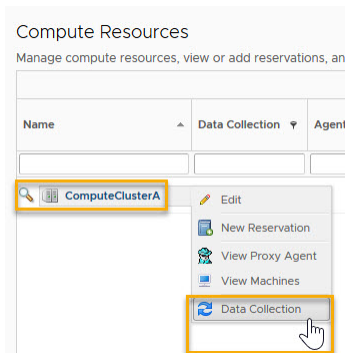 Compute Resources
Manage compute resources, view or add reservations, an
Name Data Collection Agent
ComputeClusterA
Edit
New Reservation
View Proxy Agent
View Machines
Data Collection